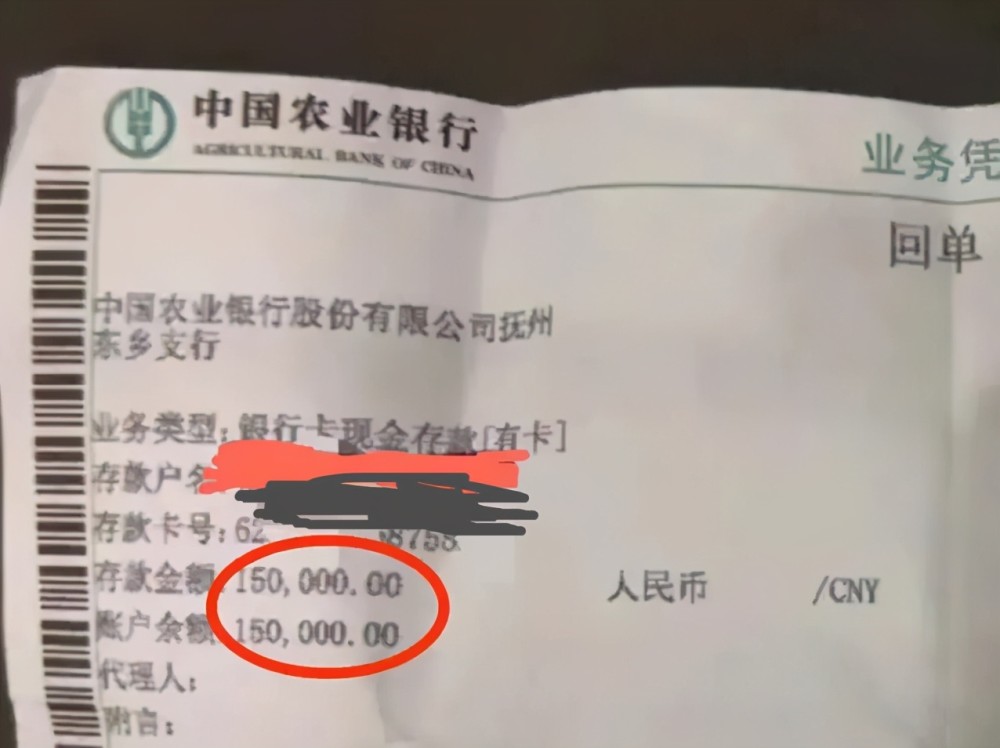 中国农业银行
AGRICULTURAL BANK OF CHINA
业务凭
回单
中国农业银行股份有限公司抚州
东乡支行
业务类型:银行卡现金存款[有卡]
存款户名
存款卡号:62 8753
存款金额 150,000.00 人民币 /CNY
账户余额 150,000.00
代理人:
附言: